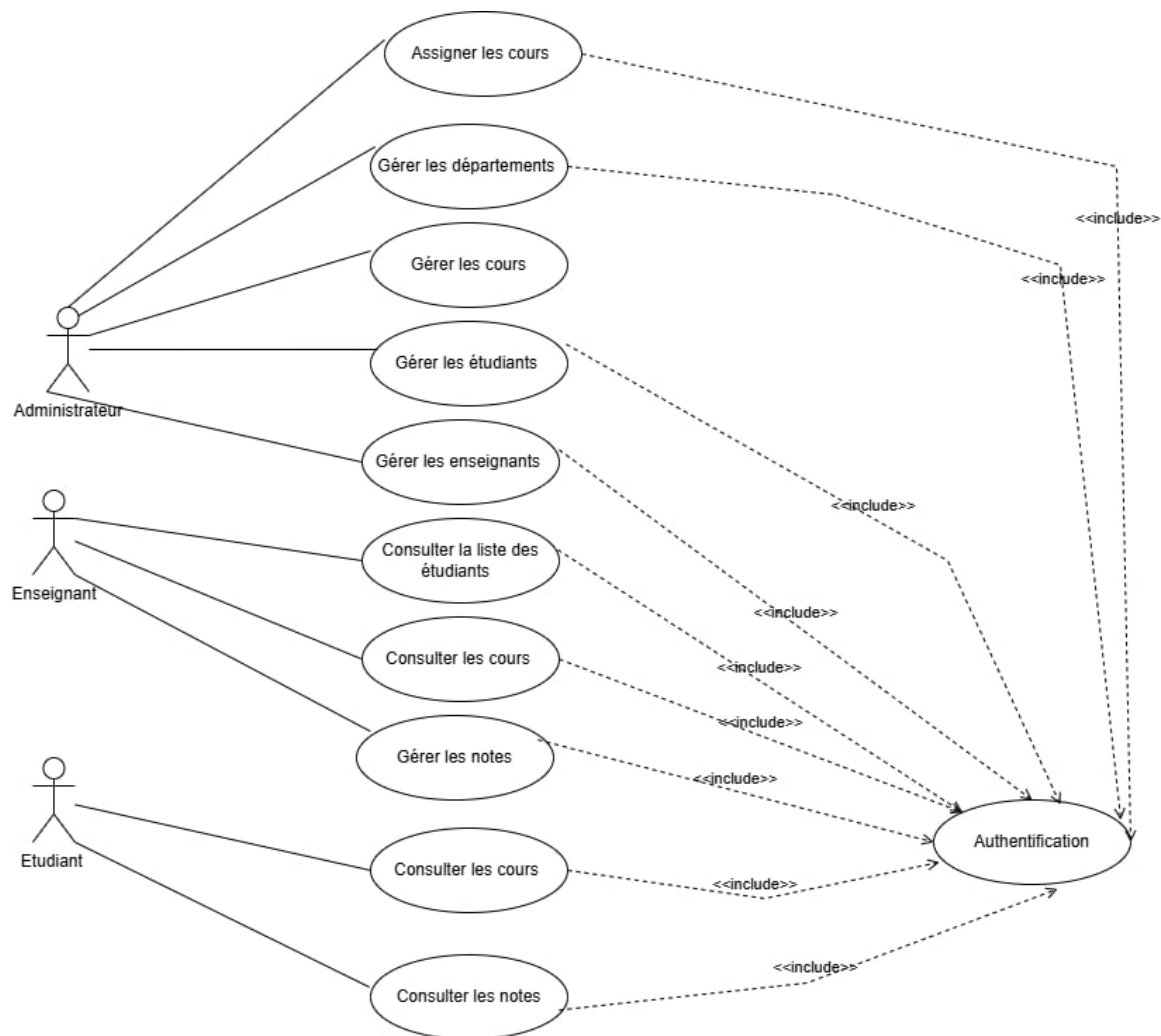 Assigner les cours
Gérer les départements
<<include>>
Gérer les cours
<<include>>
Gérer les étudiants
Administrateur
Gérer les enseignants
<<include>>
Enseignant
Consulter la liste des
étudiants
<<include>>
Consulter les cours
<<include>>
<<include>>
Gérer les notes
<<include>>
Authentification
Etudiant
Consulter les cours
<<include>>
<<include>>
Consulter les notes